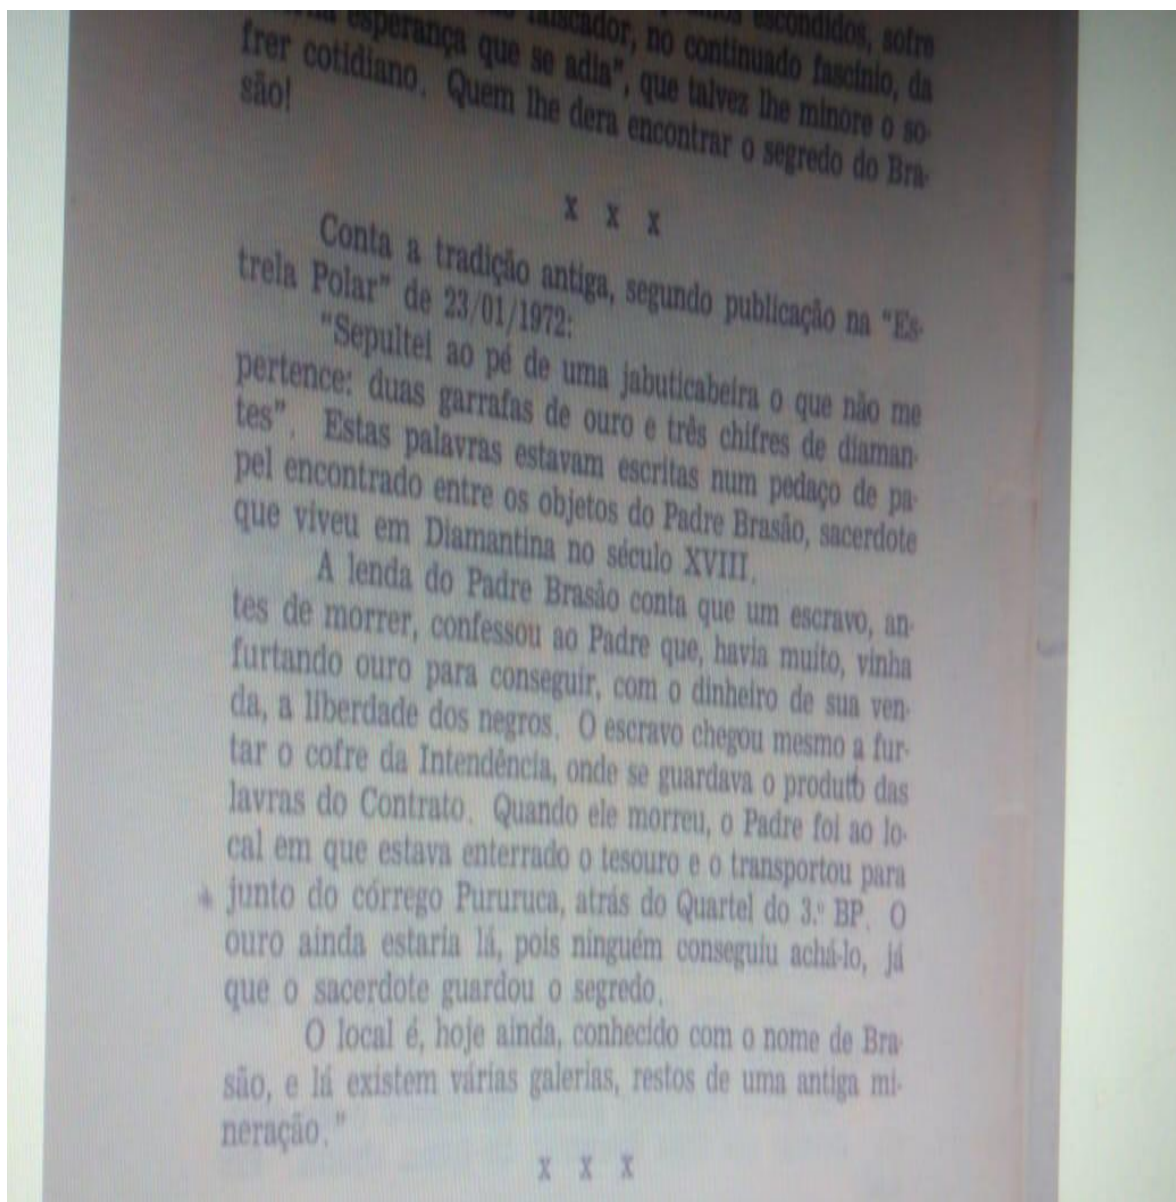 escondidos, sofre
faiscador, no continuado fascínio, da
esperança que se adia", que talvez lhe minore o so-
frer cotidiano. Quem lhe dera encontrar o segredo do Bra-
são!
x x x
Conta a tradição antiga, segundo publicação na "Es-
trela Polar" de 23/01/1972:
"Sepultei ao pé de uma jabuticabeira o que não me
pertence: duas garrafas de ouro e três chifres de diaman-
tes". Estas palavras estavam escritas num pedaço de pa-
pel encontrado entre os objetos do Padre Brasão, sacerdote
que viveu em Diamantina no século XVIII.
A lenda do Padre Brasão conta que um escravo, an-
tes de morrer, confessou ao Padre que, havia muito, vinha
furtando ouro para conseguir, com o dinheiro de sua ven-
da, a liberdade dos negros. O escravo chegou mesmo a fur-
tar o cofre da Intendência, onde se guardava o produto das
lavras do Contrato. Quando ele morreu, o Padre foi ao lo-
cal em que estava enterrado o tesouro e o transportou para
junto do córrego Pururuca, atrás do Quartel do 3.º BP. O
ouro ainda estaria lá, pois ninguém conseguiu achá-lo, já
que o sacerdote guardou o segredo.
O local é, hoje ainda, conhecido com o nome de Bra-
são, e lá existem várias galerias, restos de uma antiga mi-
neração."
x x x